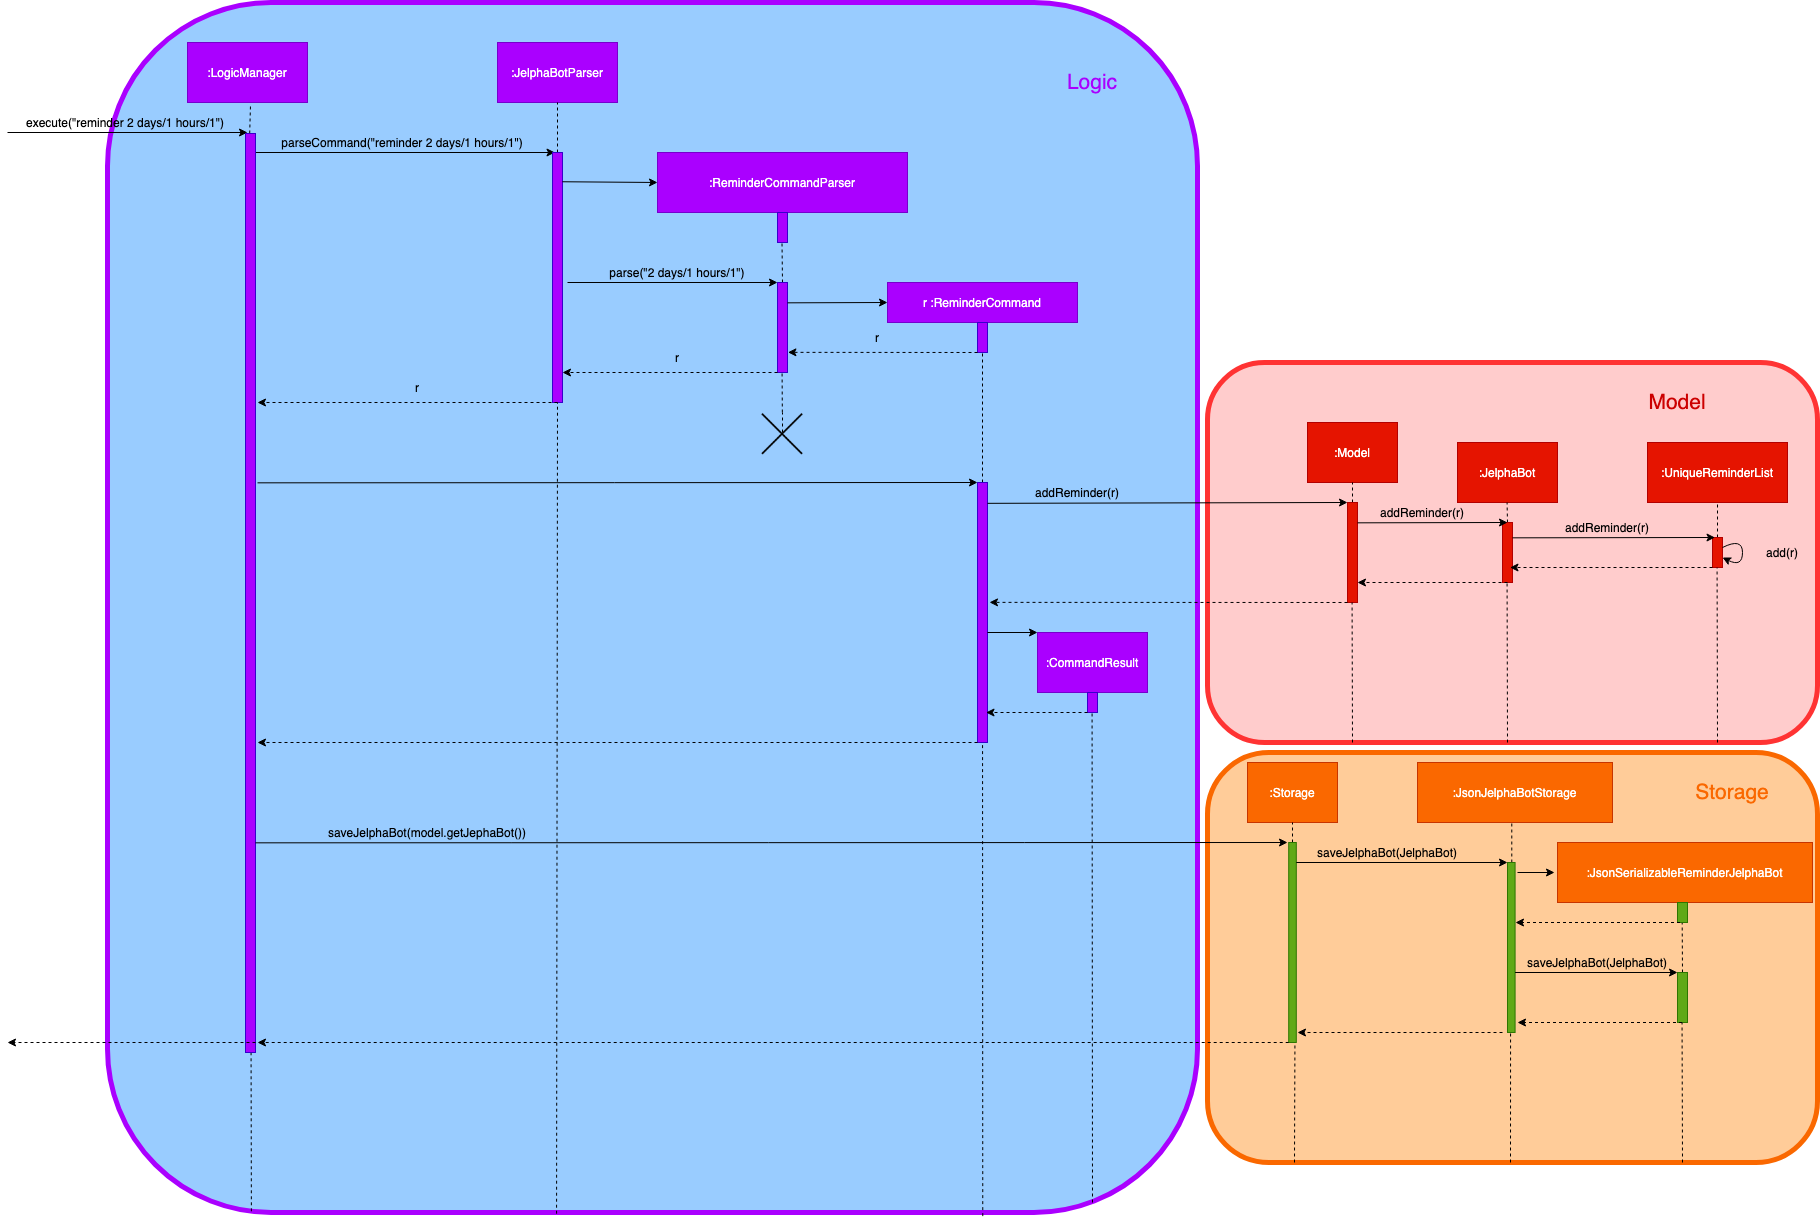 :LogicManager
:JelphaBotParser
Logic
execute("reminder 2 days/1 hours/1")
parseCommand("reminder 2 days/1 hours/1")
:ReminderCommandParser
parse("2 days/1 hours/1")
r :ReminderCommand
r
r
r
Model
:Model
:JelphaBot
:UniqueReminderList
addReminder(r)
addReminder(r)
addReminder(r)
add(r)
:CommandResult
Storage
:Storage
:JsonJelphaBotStorage
saveJelphaBot(model.getJephaBot())
saveJelphaBot(JelphaBot)
:JsonSerializableReminderJelphaBot
saveJelphaBot(JelphaBot)